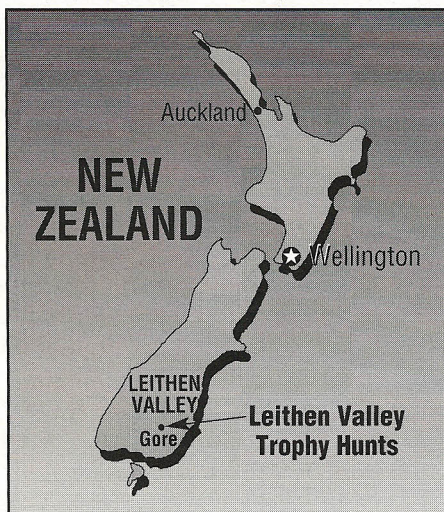 Auckland
NEW
ZEALAND
Wellington
LEITHEN
VALLEY
Gore
Leithen Valley
Trophy Hunts